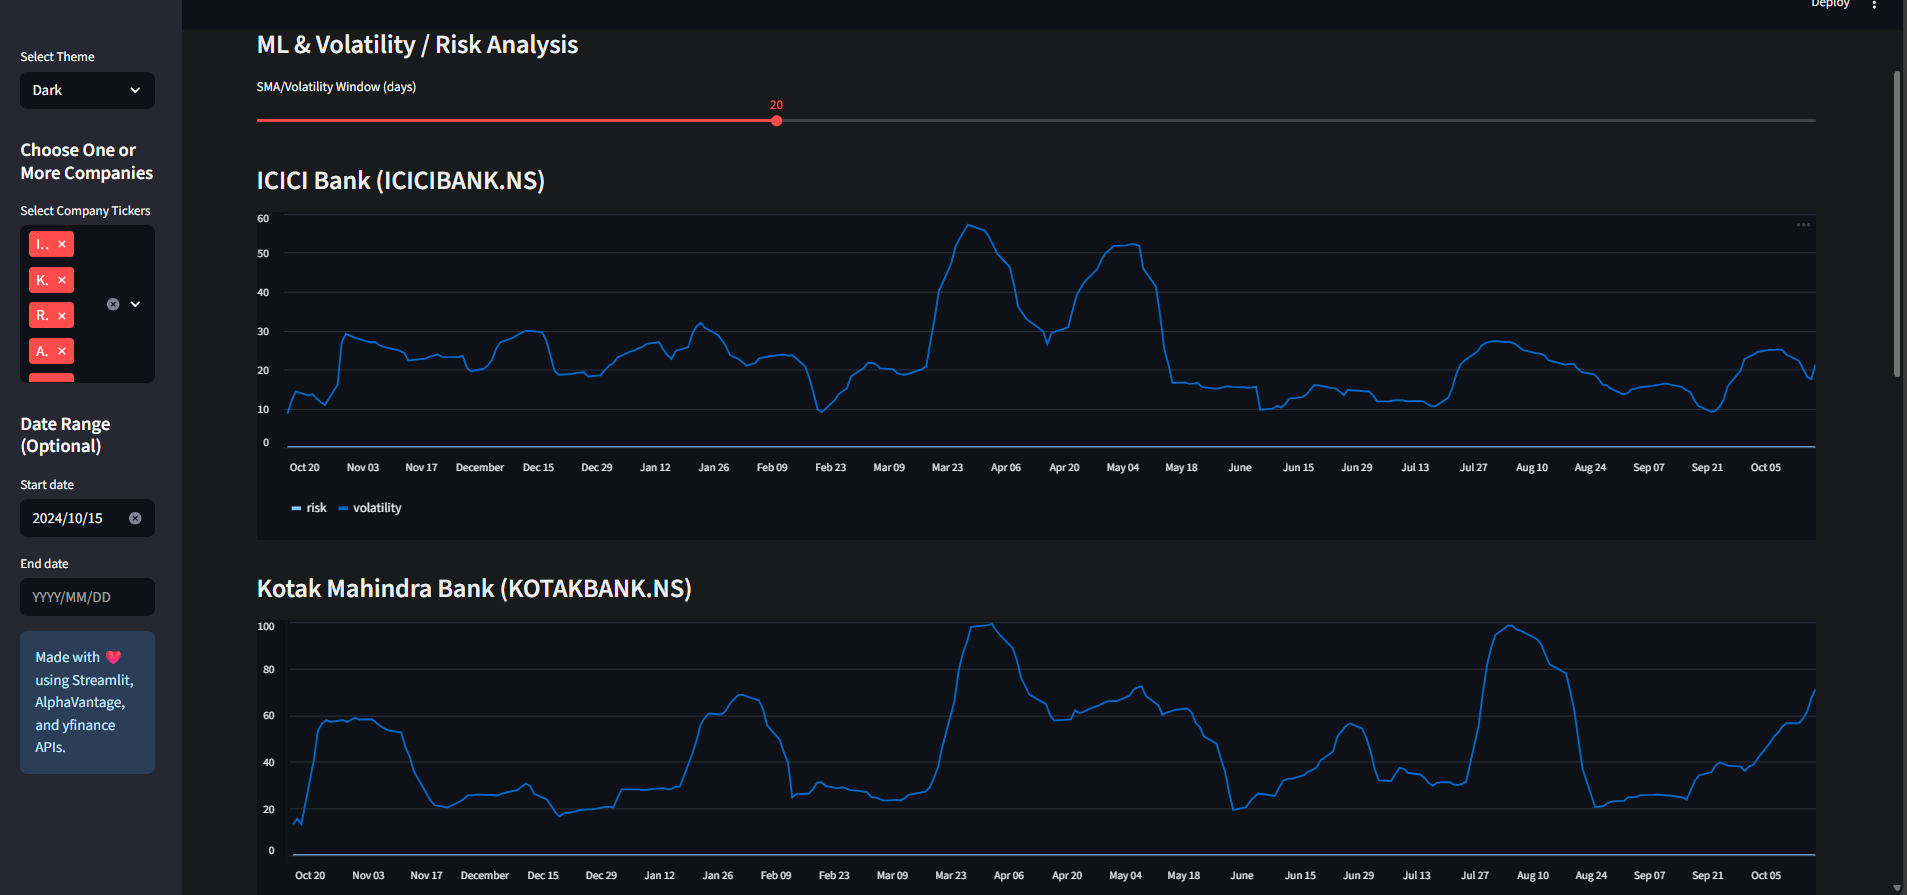 Deploy
Select Theme
Dark
Choose One or
More Companies
Select Company Tickers
I..
K.
R.
A.
Date Range
(Optional)
Start date
2024/10/15
End date
YYYY/MM/DD
Made with
using Streamlit,
AlphaVantage,
and yfinance
APIs.
ML & Volatility / Risk Analysis
SMA/Volatility Window (days)
20
ICICI Bank (ICICIBANK.NS)
60
50
40
30
20
10
0
Oct 20 Nov 03 Nov 17 December Dec 15 Dec 29 Jan 12 Jan 26 Feb 09 Feb 23 Mar 09 Mar 23 Apr 06 Apr 20 May 04 May 18 June Jun 15 Jun 29 Jul 13 Jul 27 Aug 10 Aug 24 Sep 07 Sep 21 Oct 05
risk volatility
Kotak Mahindra Bank (KOTAKBANK.NS)
100
80
60
40
20
0
Oct 20 Nov 03 Nov 17 December Dec 15 Dec 29 Jan 12 Jan 26 Feb 09 Feb 23 Mar 09 Mar 23 Apr 06 Apr 20 May 04 May 18 June Jun 15 Jun 29 Jul 13 Jul 27 Aug 10 Aug 24 Sep 07 Sep 21 Oct 05